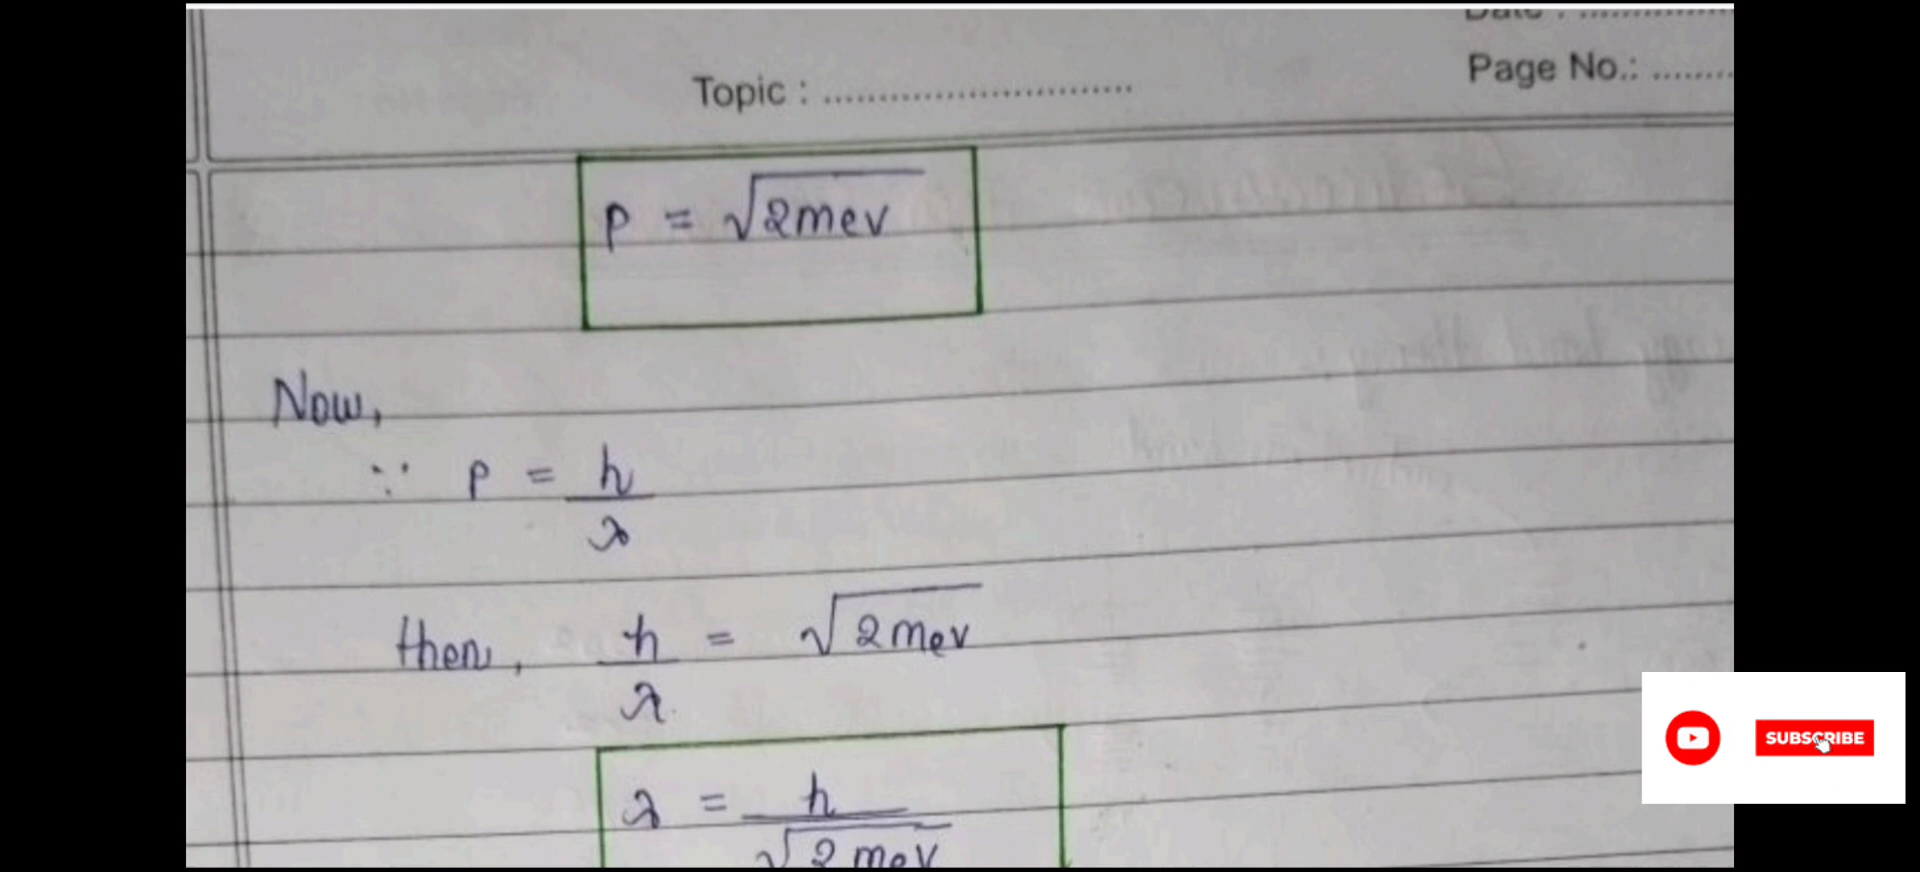 Topic : ............................
Page No.: ........
p = √2mev
Now,
∵ p = h/λ
then, h/λ = √2mev
λ = h/√2mev
SUBSCRIBE